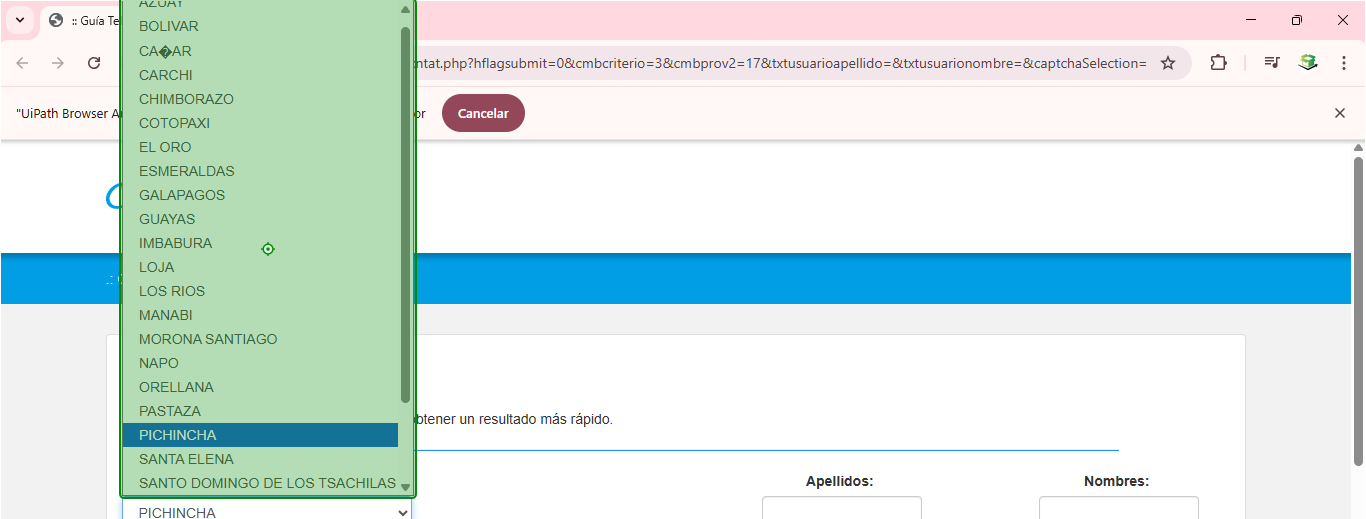 :: Guía Te
AZUAY
BOLIVAR
CA�AR
CARCHI
CHIMBORAZO
COTOPAXI
EL ORO
ESMERALDAS
GALAPAGOS
GUAYAS
IMBABURA
LOJA
LOS RIOS
MANABI
MORONA SANTIAGO
NAPO
ORELLANA
PASTAZA
PICHINCHA
SANTA ELENA
SANTO DOMINGO DE LOS TSACHILAS
PICHINCHA
ntat.php?hflagsubmit=0&cmbcriterio=3&cmbprov2=17&txtusuarioapellido=&txtusuarionombre=&captchaSelection=
"UiPath Browser Au
or
Cancelar
.:
btener un resultado más rápido.
Apellidos:
Nombres: